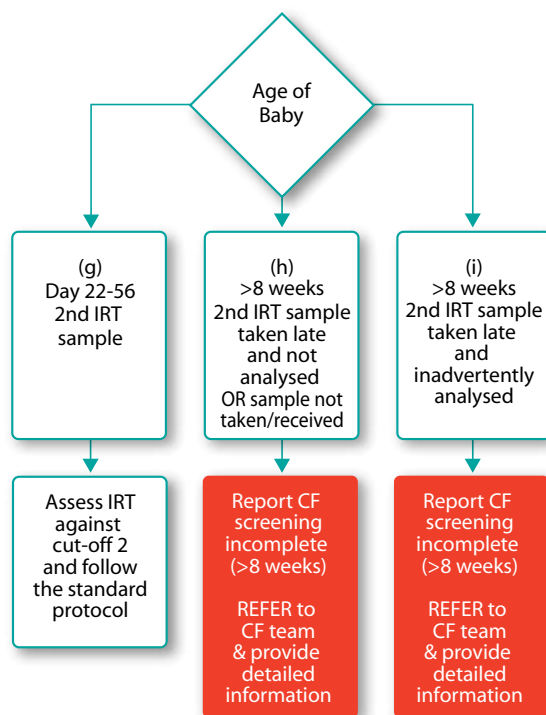 Age of
Baby
(g)
Day 22-56
2nd IRT
sample
(h)
>8 weeks
2nd IRT sample
taken late
and not
analysed
OR sample not
taken/received
(i)
>8 weeks
2nd IRT sample
taken late
and
inadvertently
analysed
Assess IRT
against
cut-off 2
and follow
the standard
protocol
Report CF
screening
incomplete
(>8 weeks)
REFER to
CF team
& provide
detailed
information
Report CF
screening
incomplete
(>8 weeks)
REFER to
CF team
& provide
detailed
information